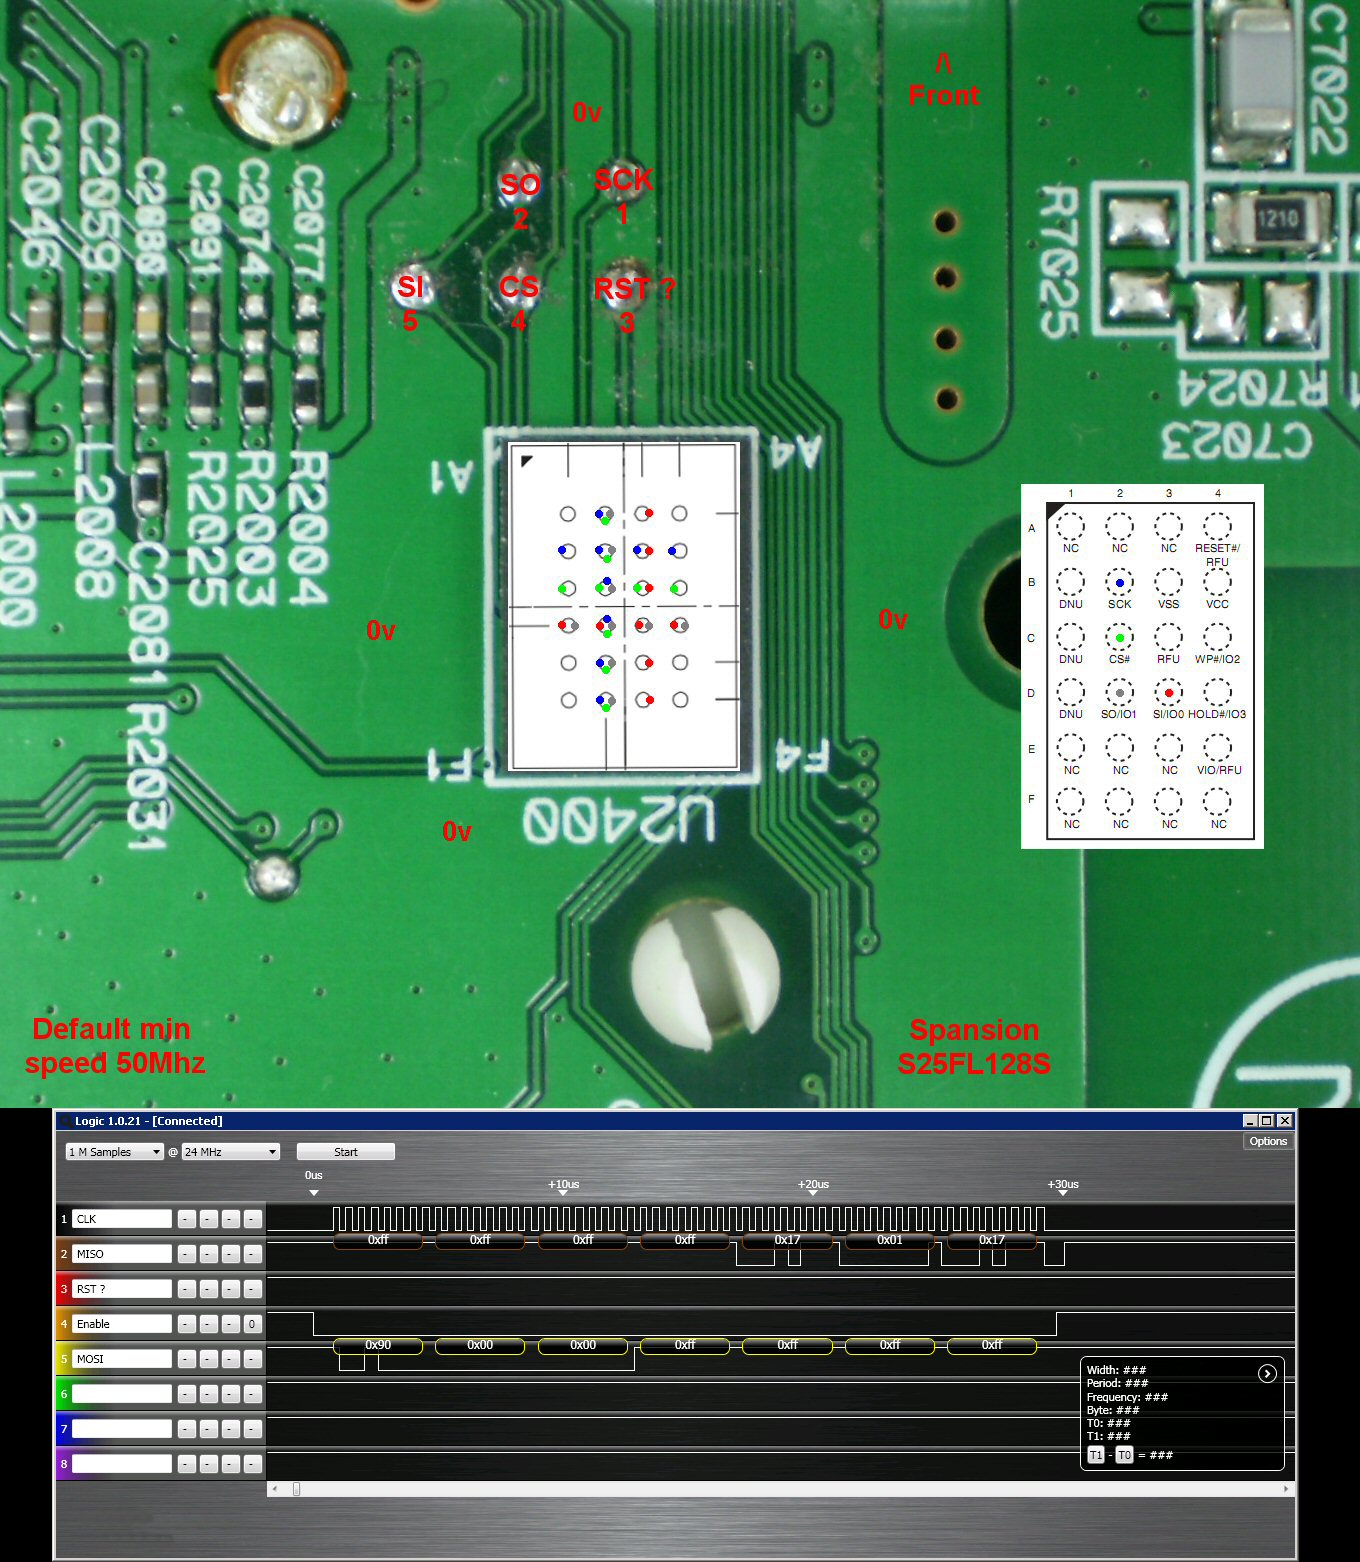 C7022
/\
Front
0v
C2046
C2059
C2080
C2091
C2074
C2077
SO
2
SCK
1
R7025
1210
SI
5
CS
4
RST ?
3
R7024
C7023
A1
A4
L2000
L2008
C2081
R2025
R2003
R2004
R2031
1 2 3 4
A
NC NC NC RESET#/
RFU
B
DNU SCK VSS VCC
C
DNU CS# RFU WP#/IO2
D
DNU SO/IO1 SI/IO0 HOLD#/IO3
E
NC NC NC VIO/RFU
F
NC NC NC NC
0v
0v
F1
F4
U2400
0v
Default min
speed 50Mhz
Spansion
S25FL128S
Logic 1.0.21 - [Connected]
Options
1 M Samples @ 24 MHz Start
0us +10us +20us +30us
1 CLK - - - -
0xff 0xff 0xff 0xff 0x17 0x01 0x17
2 MISO - - - -
3 RST ? - - - -
4 Enable - - - 0
0x90 0x00 0x00 0xff 0xff 0xff 0xff
5 MOSI - - - -
6 - - - -
7 - - - -
8 - - - -
Width: ###
Period: ###
Frequency: ###
Byte: ###
T0: ###
T1: ###
T1 - T0 = ###